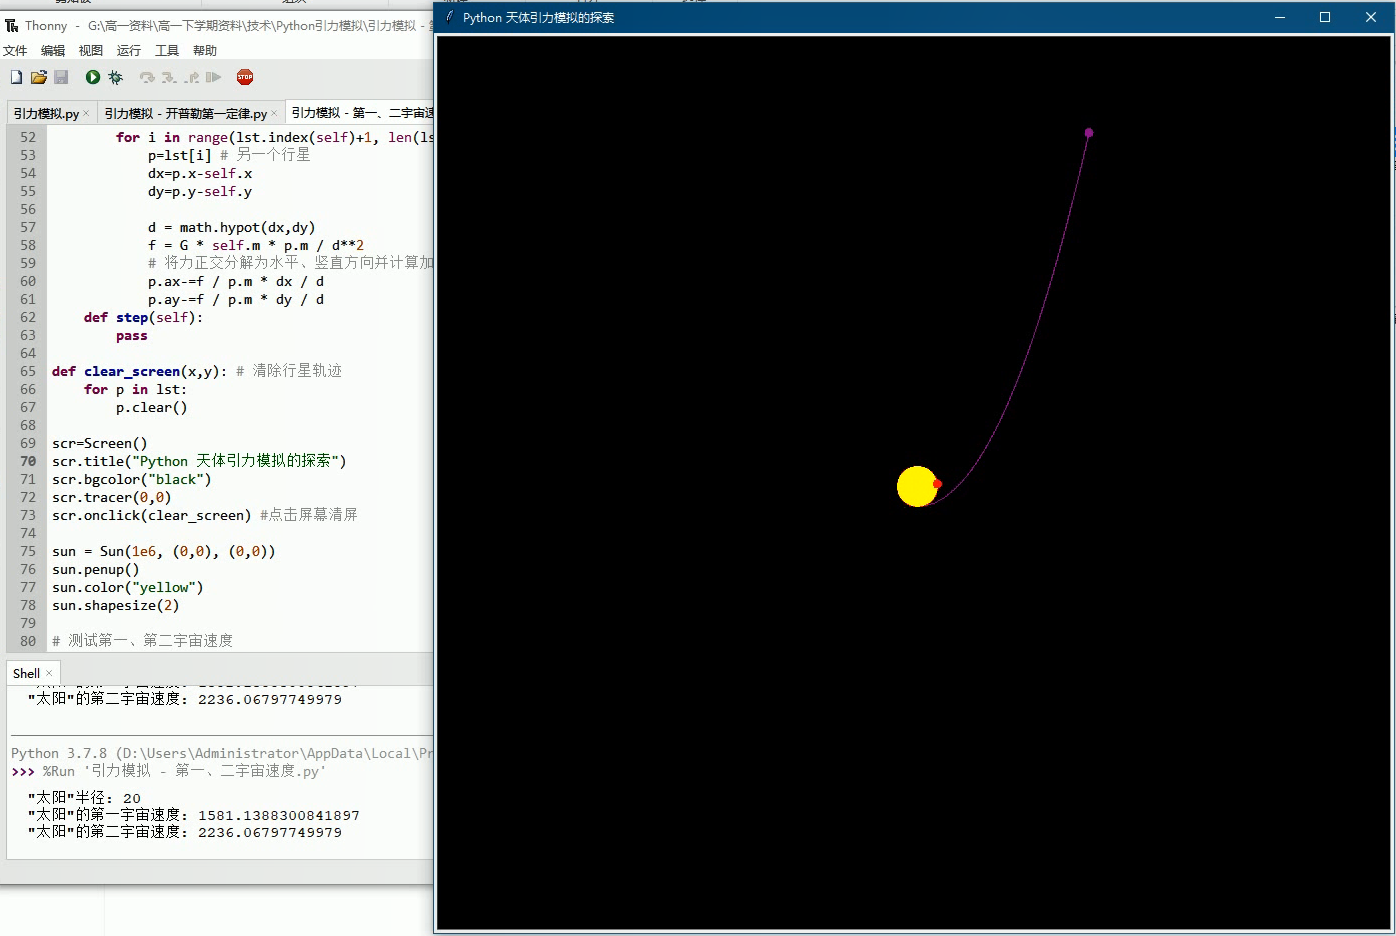 Thonny - G:\高一资料\高一下学期资料\技术\Python引力模拟\引力模拟 -
Python 天体引力模拟的探索
文件 编辑 视图 运行 工具 帮助
STOP
引力模拟.py × 引力模拟 - 开普勒第一定律.py × 引力模拟 - 第一、二宇宙速
52 for i in range(lst.index(self)+1, len(ls
53 p=lst[i] # 另一个行星
54 dx=p.x-self.x
55 dy=p.y-self.y
56
57 d = math.hypot(dx,dy)
58 f = G * self.m * p.m / d**2
59 # 将力正交分解为水平、竖直方向并计算加
60 p.ax-=f / p.m * dx / d
61 p.ay-=f / p.m * dy / d
62 def step(self):
63 pass
64
65 def clear_screen(x,y): # 清除行星轨迹
66 for p in lst:
67 p.clear()
68
69 scr=Screen()
70 scr.title("Python 天体引力模拟的探索")
71 scr.bgcolor("black")
72 scr.tracer(0,0)
73 scr.onclick(clear_screen) #点击屏幕清屏
74
75 sun = Sun(1e6, (0,0), (0,0))
76 sun.penup()
77 sun.color("yellow")
78 sun.shapesize(2)
79
80 # 测试第一、第二宇宙速度
Shell ×
"太阳"的第二宇宙速度: 2236.06797749979
Python 3.7.8 (D:\Users\Administrator\AppData\Local\Pr
>>> %Run '引力模拟 - 第一、二宇宙速度.py'
"太阳"半径: 20
"太阳"的第一宇宙速度: 1581.1388300841897
"太阳"的第二宇宙速度: 2236.06797749979